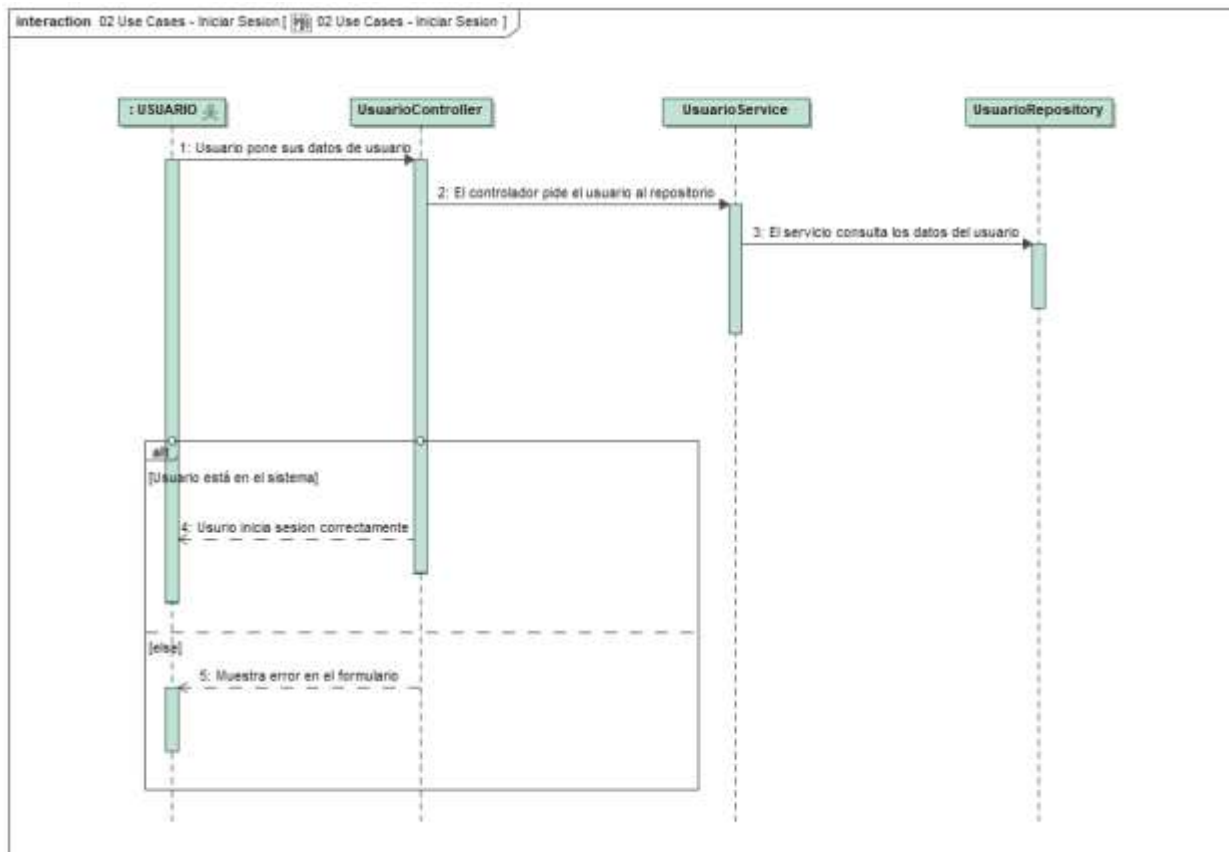 interaction 02 Use Cases - Iniciar Sesion [ 02 Use Cases - Iniciar Sesion ]
: USUARIO
UsuarioController
UsuarioService
UsuarioRepository
1: Usuario pone sus datos de usuario
2: El controlador pide el usuario al repositorio
3: El servicio consulta los datos del usuario
alt
[Usuario está en el sistema]
4: Usurio inicia sesion correctamente
[else]
5: Muestra error en el formulario